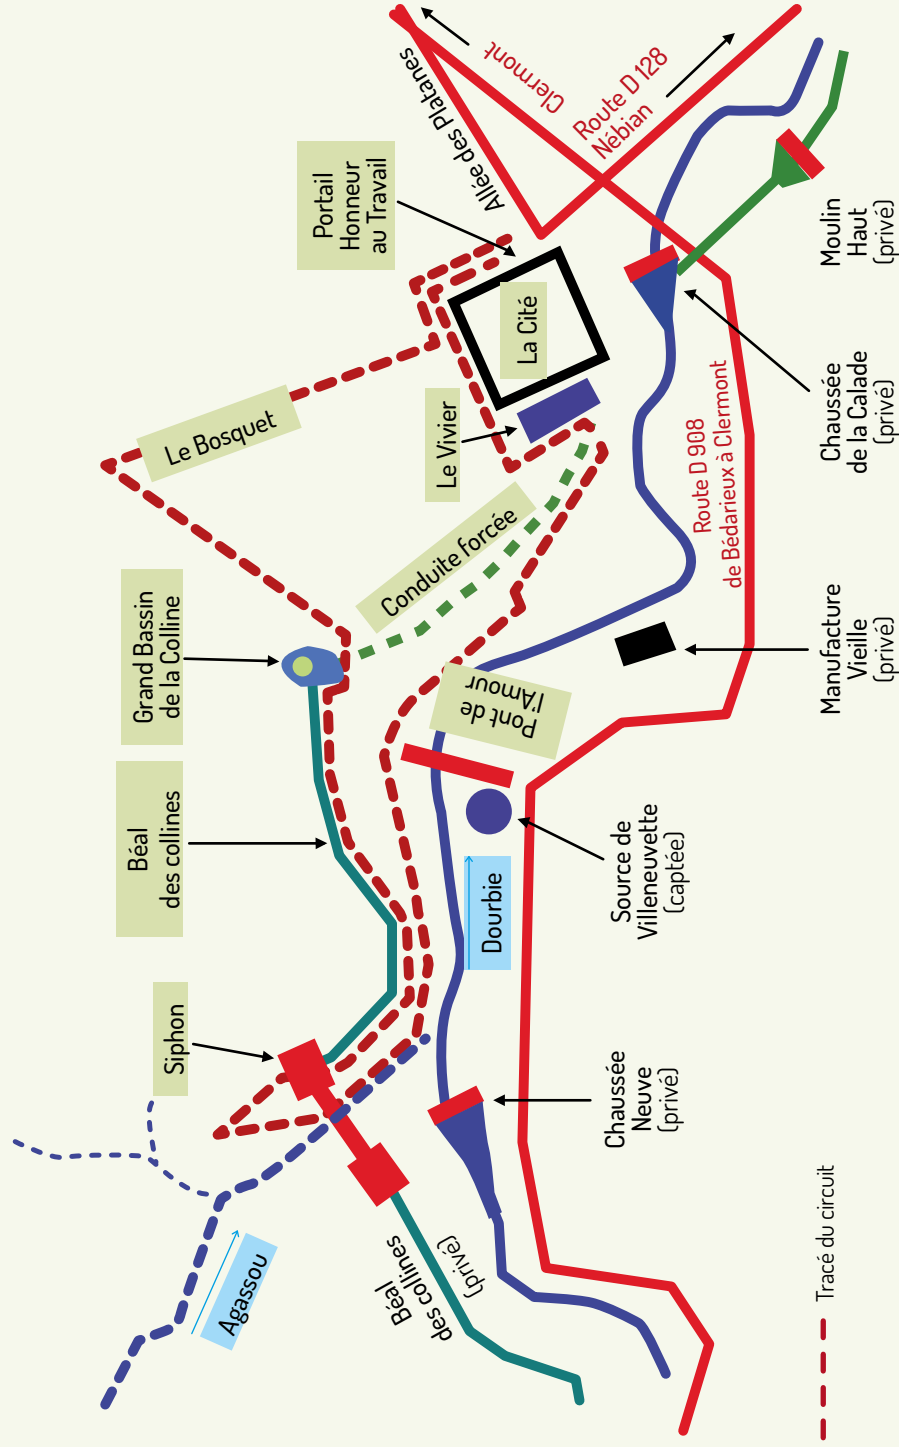 Clermont
Allée des Platanes
Route D 128
Nébian
Portail
Honneur
au Travail
La Cité
Le Vivier
Le Bosquet
Conduite forcée
Grand Bassin
de la Colline
Béal
des collines
Siphon
Agassou
Béal
des collines
(privé)
Pont de
l'Amour
Dourbie
Source de
Villeneuvette
(captée)
Chaussée
Neuve
(privé)
Manufacture
Vieille
(privé)
Route D 908
de Bédarieux à Clermont
Chaussée
de la Calade
(privé)
Moulin
Haut
(privé)
Tracé du circuit